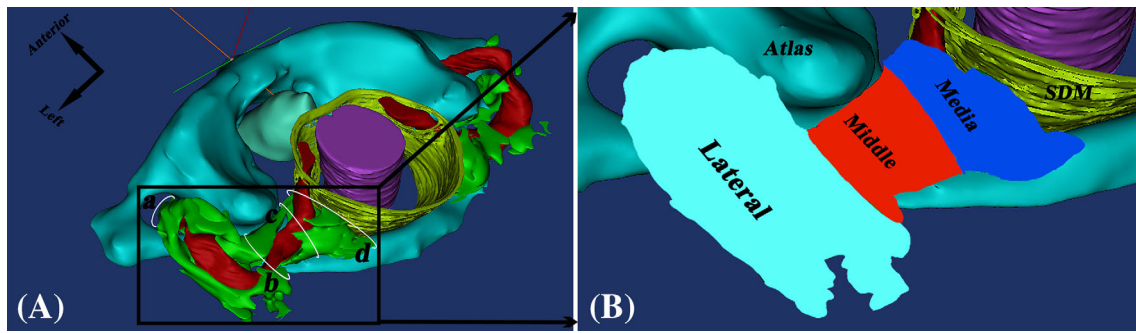 Anterior
Left
a
c
d
b
(A)
Atlas
SDM
Media
Middle
Lateral
(B)